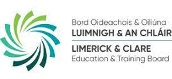 Bord Oideachais & Oiliúna
LUIMNIGH & AN CHLÁIR
LIMERICK & CLARE
Education & Training Board